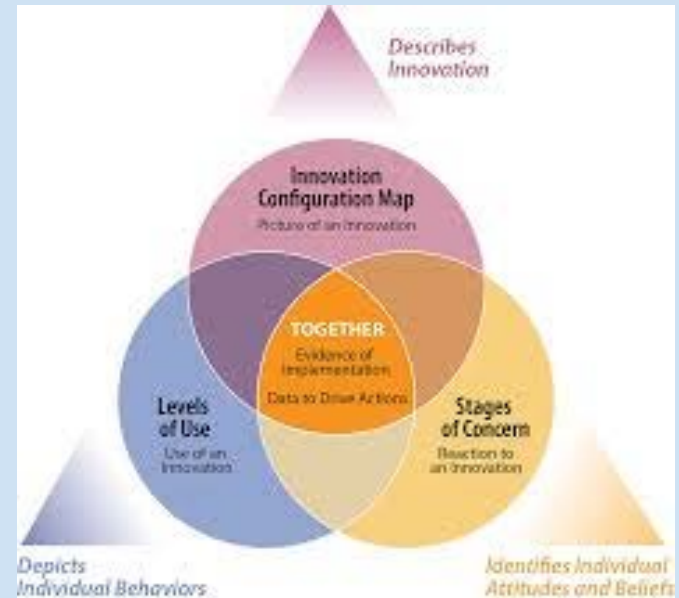 Describes
Innovation
Innovation
Configuration Map
Picture of an Innovation
TOGETHER
Evidence of
Implementation
Data to Drive Actions
Levels
of Use
Use of an
Innovation
Stages
of Concern
Reaction to
an Innovation
Depicts
Individual Behaviors
Identifies Individual
Attitudes and Beliefs